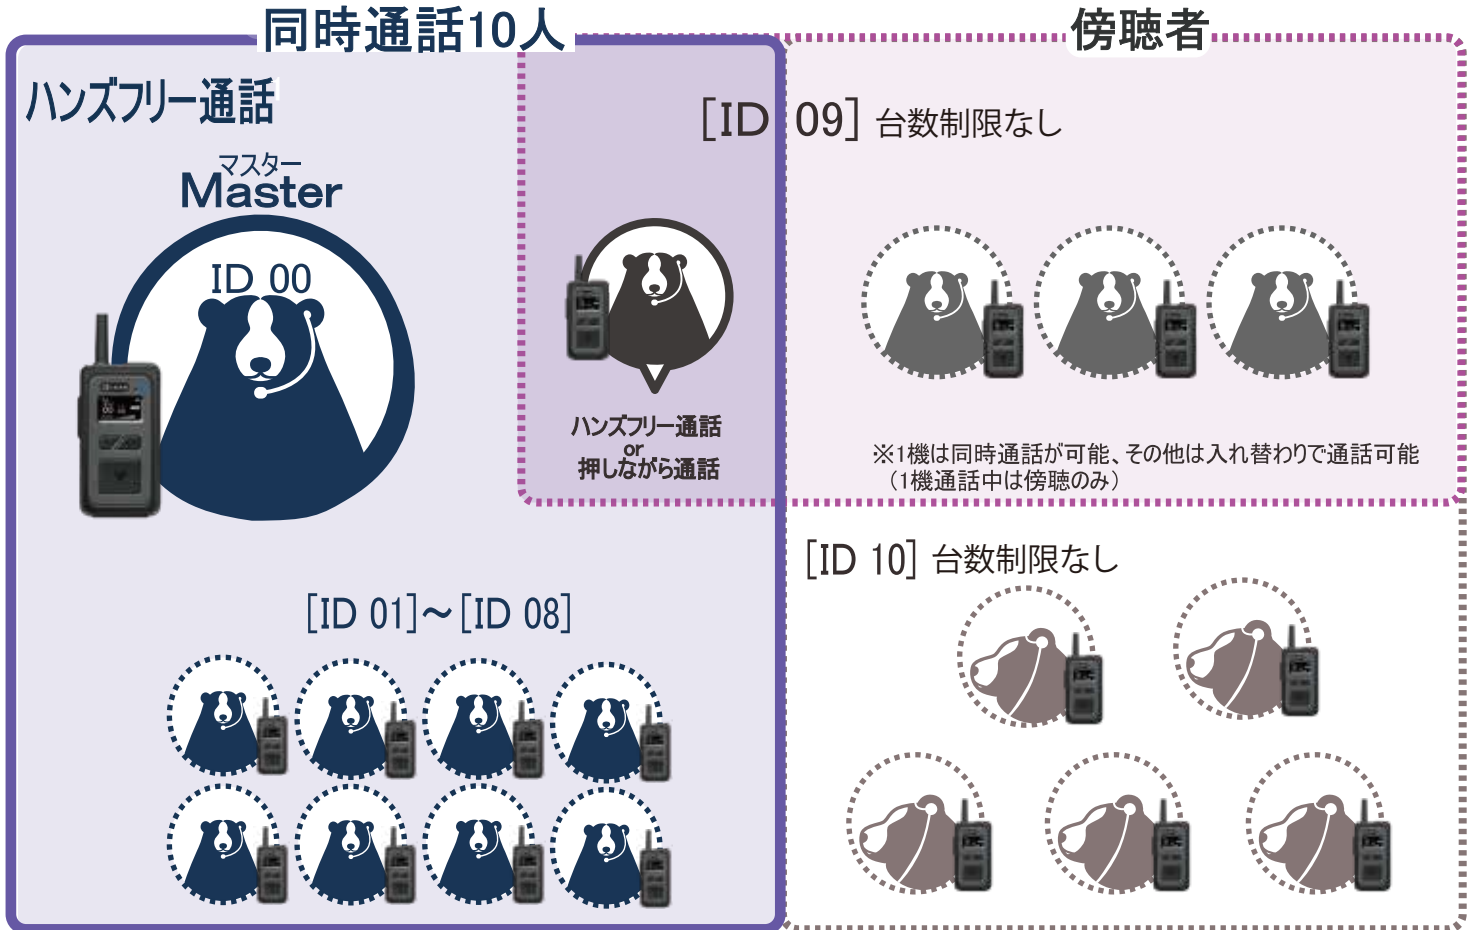 同時通話10人
傍聴者
ハンズフリー通話
マスター
Master
ID 00
[ID 09] 台数制限なし
ハンズフリー通話
or
押しながら通話
※1機は同時通話が可能、その他は入れ替わりで通話可能
（1機通話中は傍聴のみ）
[ID 10] 台数制限なし
[ID 01]〜[ID 08]